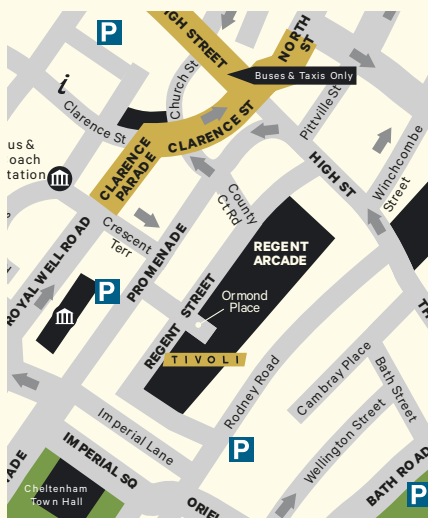 P
HIGH STREET
NORTH
ST
i
Buses & Taxis Only
Church St
Clarence St
CLARENCE ST
Pittville St
us &
oach
tation
CLARENCE
PARADE
HIGH ST
Winchcombe
Street
County
Ct Rd
Crescent
Terr
ROYAL WELL ROAD
PROMENADE
REGENT
ARCADE
P
Ormond
Place
REGENT STREET
TIVOLI
Rodney Road
Cambray Place
Bath Street
Imperial Lane
P
Wellington Street
IMPERIAL SQ
BATH ROAD
ADE
Cheltenham
Town Hall
ORIE
P